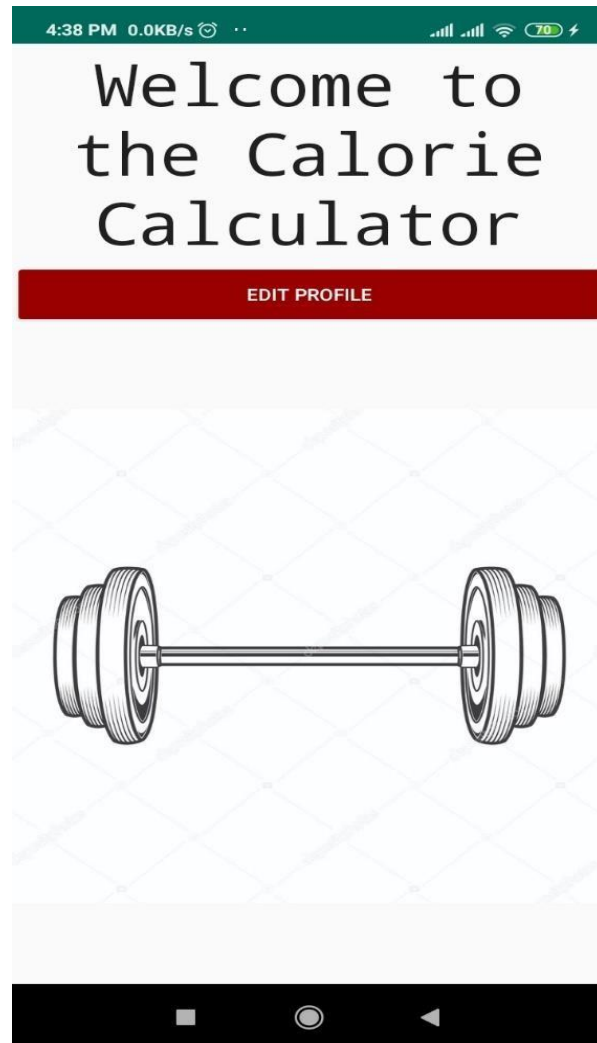 4:38 PM 0.0KB/s 70
Welcome to
the Calorie
Calculator
EDIT PROFILE